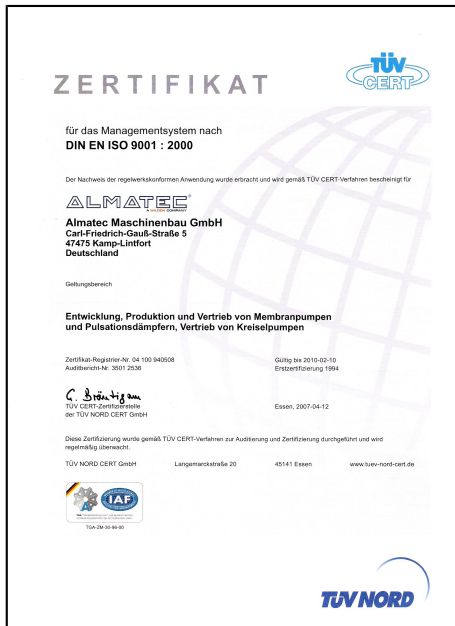 TÜV
CERT
ZERTIFIKAT
für das Managementsystem nach
DIN EN ISO 9001 : 2000
Der Nachweis der regelwerkskonformen Anwendung wurde erbracht und wird gemäß TÜV CERT-Verfahren bescheinigt für
ALMATEC
A WILDEN COMPANY
Almatec Maschinenbau GmbH
Carl-Friedrich-Gauß-Straße 5
47475 Kamp-Lintfort
Deutschland
Geltungsbereich
Entwicklung, Produktion und Vertrieb von Membranpumpen
und Pulsationsdämpfern, Vertrieb von Kreiselpumpen
Zertifikat-Registrier-Nr. 04 100 940508 Gültig bis 2010-02-10
Auditbericht-Nr. 3501 2536 Erstzertifizierung 1994
G. Bräutigam
TÜV CERT-Zertifizierstelle Essen, 2007-04-12
der TÜV NORD CERT GmbH
Diese Zertifizierung wurde gemäß TÜV CERT-Verfahren zur Auditierung und Zertifizierung durchgeführt und wird
regelmäßig überwacht.
TÜV NORD CERT GmbH Langemarckstraße 20 45141 Essen www.tuev-nord-cert.de
IAF
TGA-ZM-30-96-00
TÜV NORD